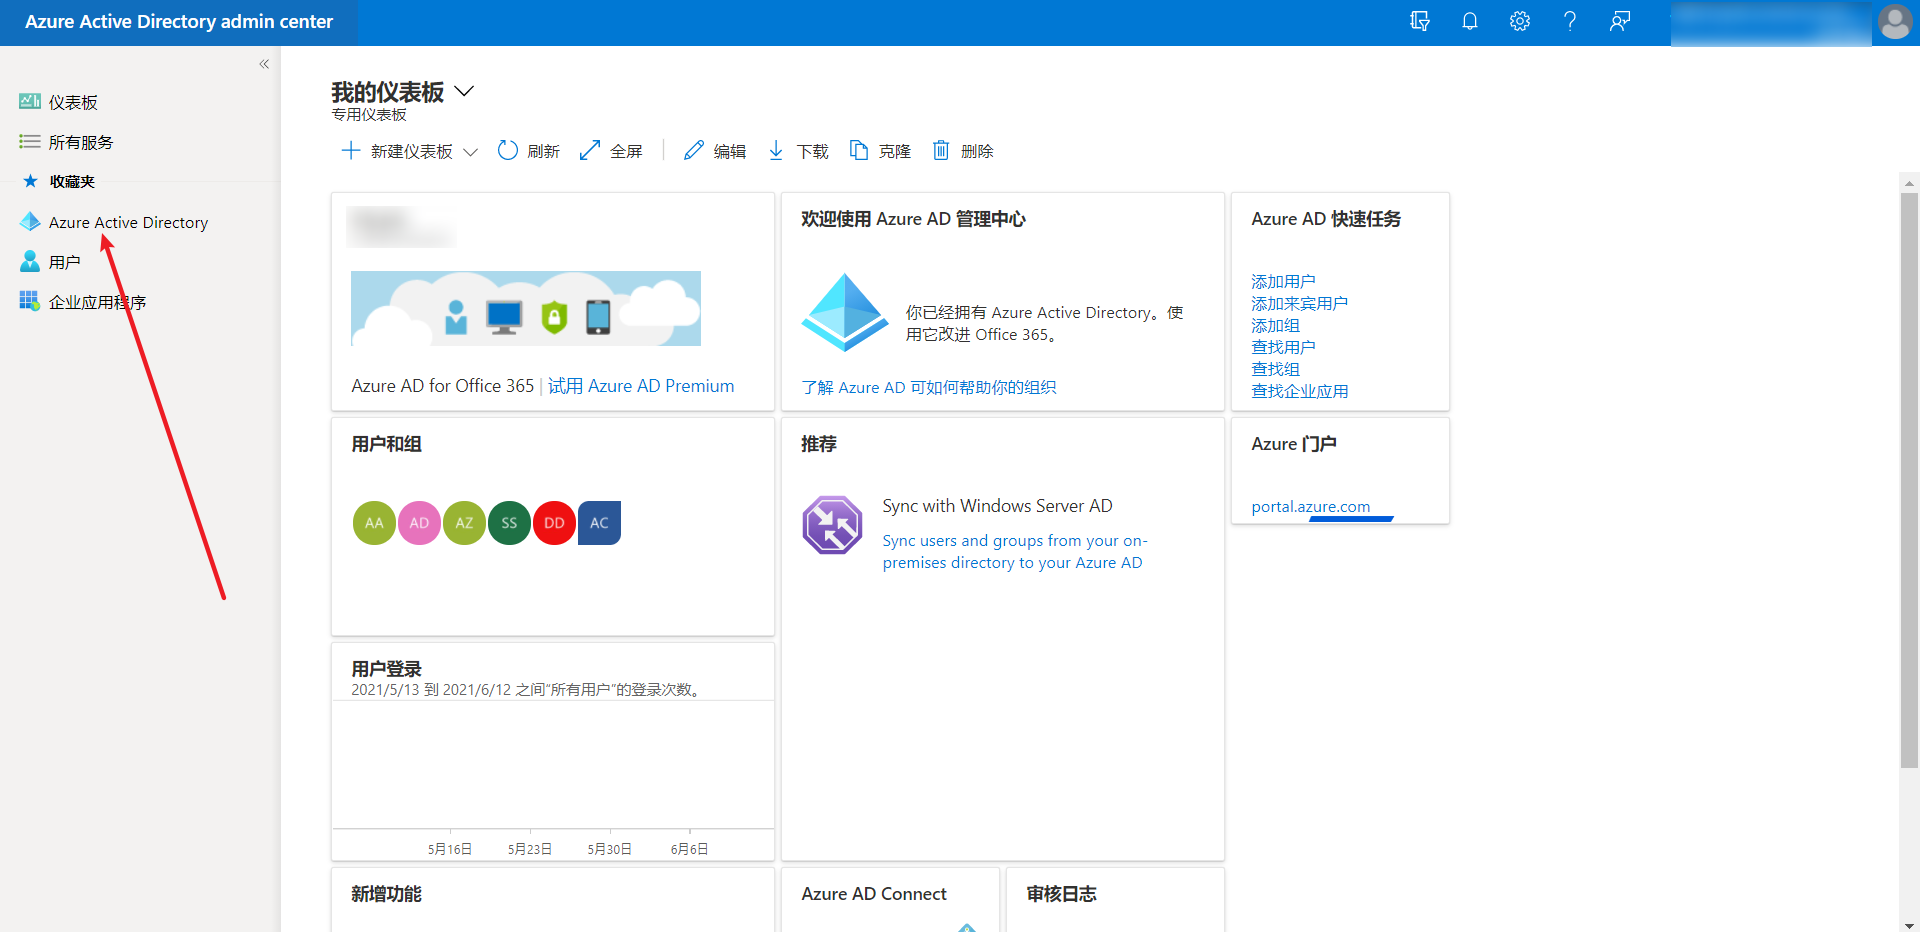 Azure Active Directory admin center
仪表板
所有服务
收藏夹
Azure Active Directory
用户
企业应用程序
我的仪表板
专用仪表板
新建仪表板
刷新
全屏
编辑
下载
克隆
删除
Azure AD for Office 365 | 试用 Azure AD Premium
欢迎使用 Azure AD 管理中心
你已经拥有 Azure Active Directory。使
用它改进 Office 365。
了解 Azure AD 可如何帮助你的组织
Azure AD 快速任务
添加用户
添加来宾用户
添加组
查找用户
查找组
查找企业应用
用户和组
AA
AD
AZ
SS
DD
AC
推荐
Sync with Windows Server AD
Sync users and groups from your on-
premises directory to your Azure AD
Azure 门户
portal.azure.com
用户登录
2021/5/13 到 2021/6/12 之间“所有用户”的登录次数。
5月16日
5月23日
5月30日
6月6日
新增功能
Azure AD Connect
审核日志